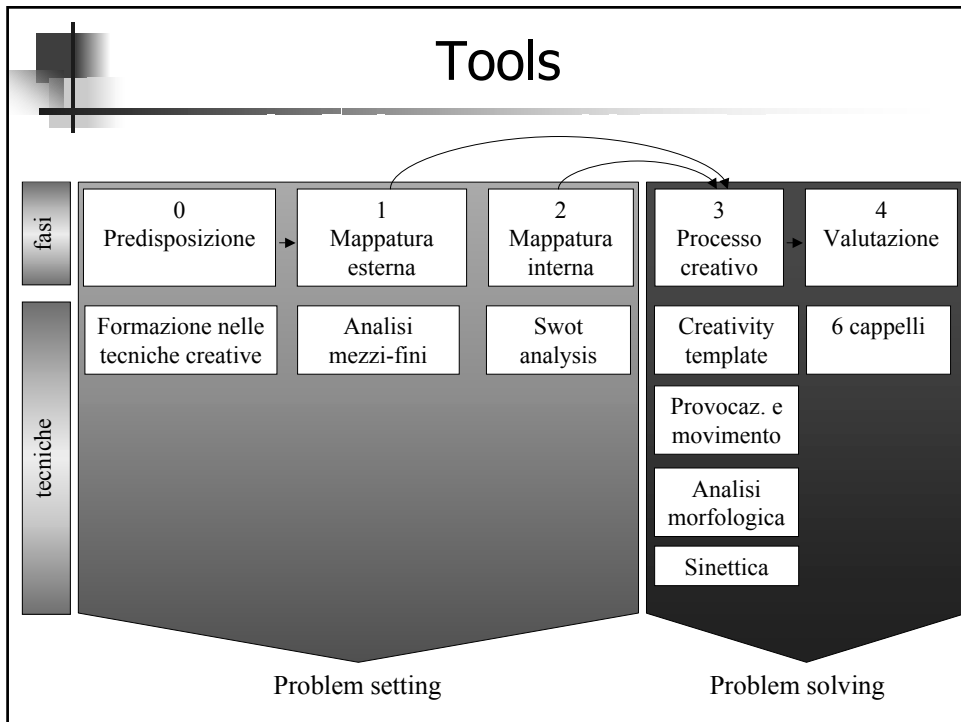 Tools
fasi
0
Predisposizione
1
Mappatura
esterna
2
Mappatura
interna
3
Processo
creativo
4
Valutazione
tecniche
Formazione nelle
tecniche creative
Analisi
mezzi-fini
Swot
analysis
Creativity
template
6 cappelli
Provocaz. e
movimento
Analisi
morfologica
Sinettica
Problem setting
Problem solving